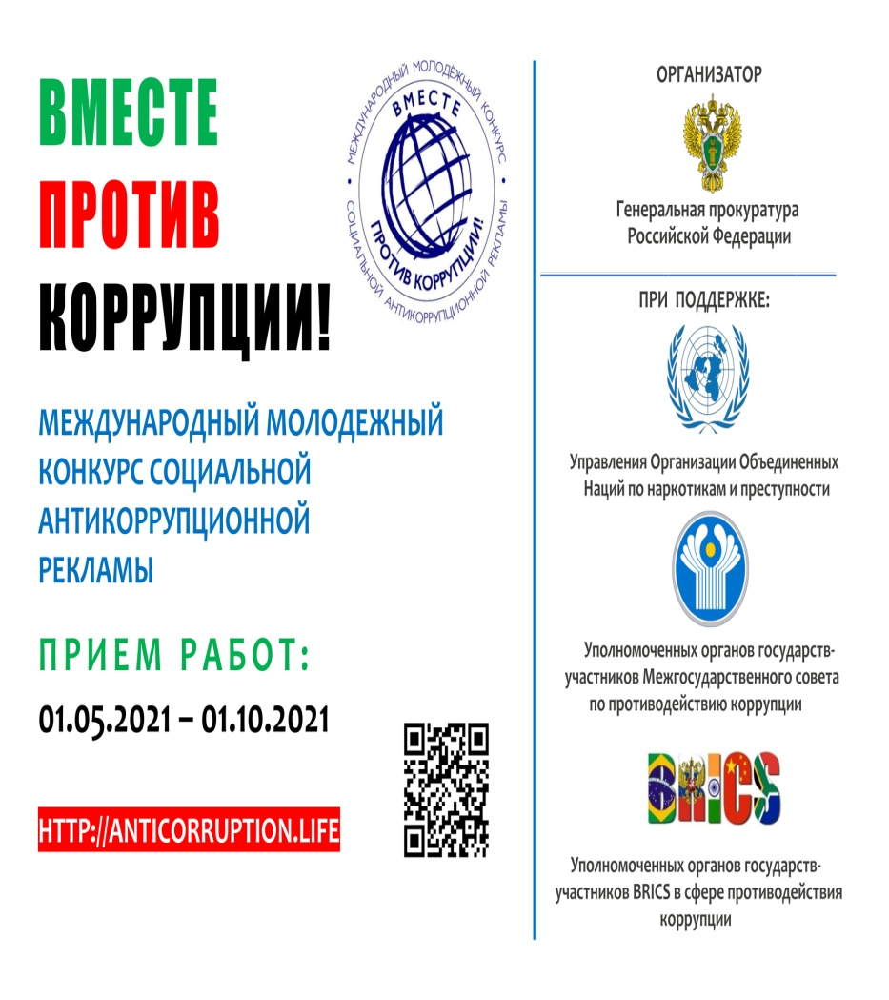 ВМЕСТЕ
ПРОТИВ
КОРРУПЦИИ!
МЕЖДУНАРОДНЫЙ МОЛОДЁЖНЫЙ КОНКУРС
СОЦИАЛЬНОЙ АНТИКОРРУПЦИОННОЙ РЕКЛАМЫ
ВМЕСТЕ
ПРОТИВ КОРРУПЦИИ!
МЕЖДУНАРОДНЫЙ МОЛОДЕЖНЫЙ
КОНКУРС СОЦИАЛЬНОЙ
АНТИКОРРУПЦИОННОЙ
РЕКЛАМЫ
ПРИЕМ РАБОТ:
01.05.2021 – 01.10.2021
HTTP://ANTICORRUPTION.LIFE
ОРГАНИЗАТОР
Генеральная прокуратура
Российской Федерации
ПРИ ПОДДЕРЖКЕ:
Управления Организации Объединенных
Наций по наркотикам и преступности
Уполномоченных органов государств-
участников Межгосударственного совета
по противодействию коррупции
BRICS
Уполномоченных органов государств-
участников BRICS в сфере противодействия
коррупции